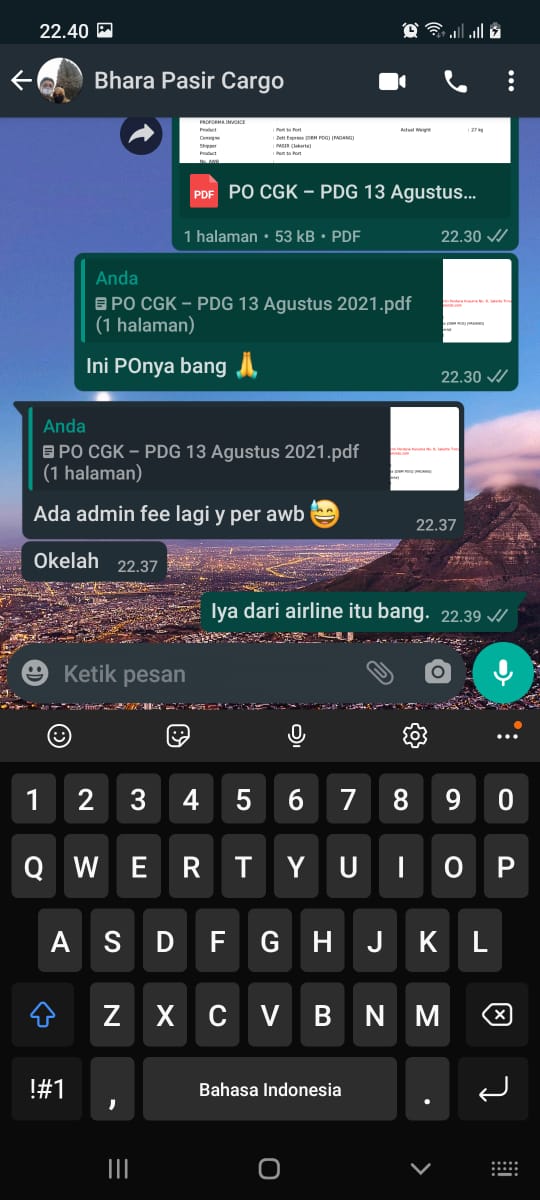 22.40
Bhara Pasir Cargo
PROFORMA INVOICE
Product : Port to Port Actual Weight : 27 kg
Consigne : Zett Express (DRM PDG) (PADANG)
Shipper : PASIR (Jakarta)
Product : Port to Port
No. AWB
PDF PO CGK – PDG 13 Agustus...
1 halaman • 53 kB • PDF 22.30
Anda
PO CGK – PDG 13 Agustus 2021.pdf
(1 halaman)
Ini POnya bang 🙏
22.30
Anda
PO CGK – PDG 13 Agustus 2021.pdf
(1 halaman)
Ada admin fee lagi y per awb 😅
22.37
Okelah 22.37
Iya dari airline itu bang. 22.39
Ketik pesan
1 2 3 4 5 6 7 8 9 0
Q W E R T Y U I O P
A S D F G H J K L
Z X C V B N M
!#1 , Bahasa Indonesia .